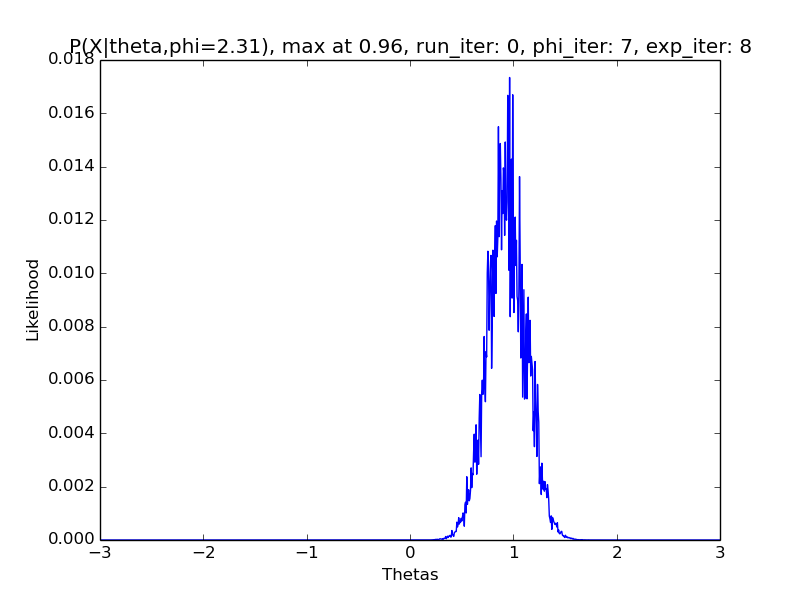 P(X|theta,phi=2.31), max at 0.96, run_iter: 0, phi_iter: 7, exp_iter: 8
0.018
0.016
0.014
0.012
0.010
0.008
0.006
0.004
0.002
0.000
Likelihood
−3 −2 −1 0 1 2 3
Thetas